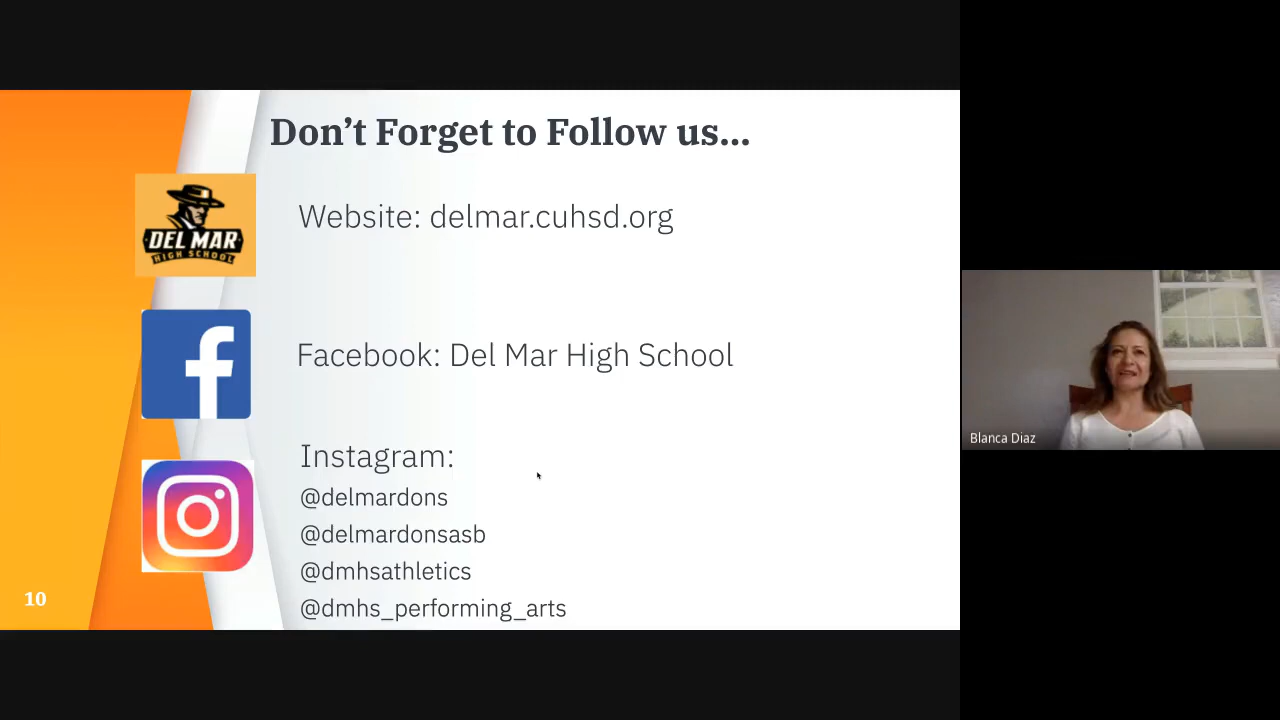 Don't Forget to Follow us...
DEL MAR
HIGH SCHOOL
Website: delmar.cuhsd.org
Facebook: Del Mar High School
Instagram:
@delmardons
@delmardonsasb
@dmhsathletics
@dmhs_performing_arts
10
Blanca Diaz